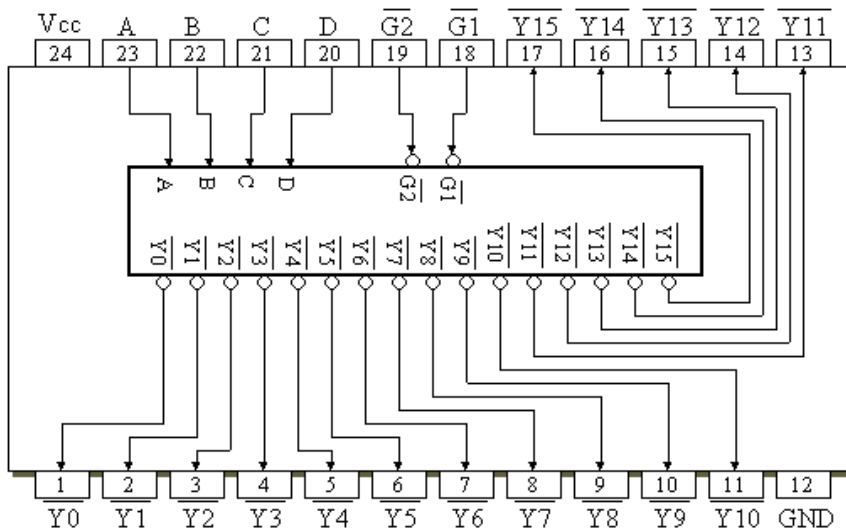 Vcc A B C D G2 G1 Y15 Y14 Y13 Y12 Y11
24 23 22 21 20 19 18 17 16 15 14 13
A B C D G2 G1
Y0 Y1 Y2 Y3 Y4 Y5 Y6 Y7 Y8 Y9 Y10 Y11 Y12 Y13 Y14 Y15
1 2 3 4 5 6 7 8 9 10 11 12
Y0 Y1 Y2 Y3 Y4 Y5 Y6 Y7 Y8 Y9 Y10 GND